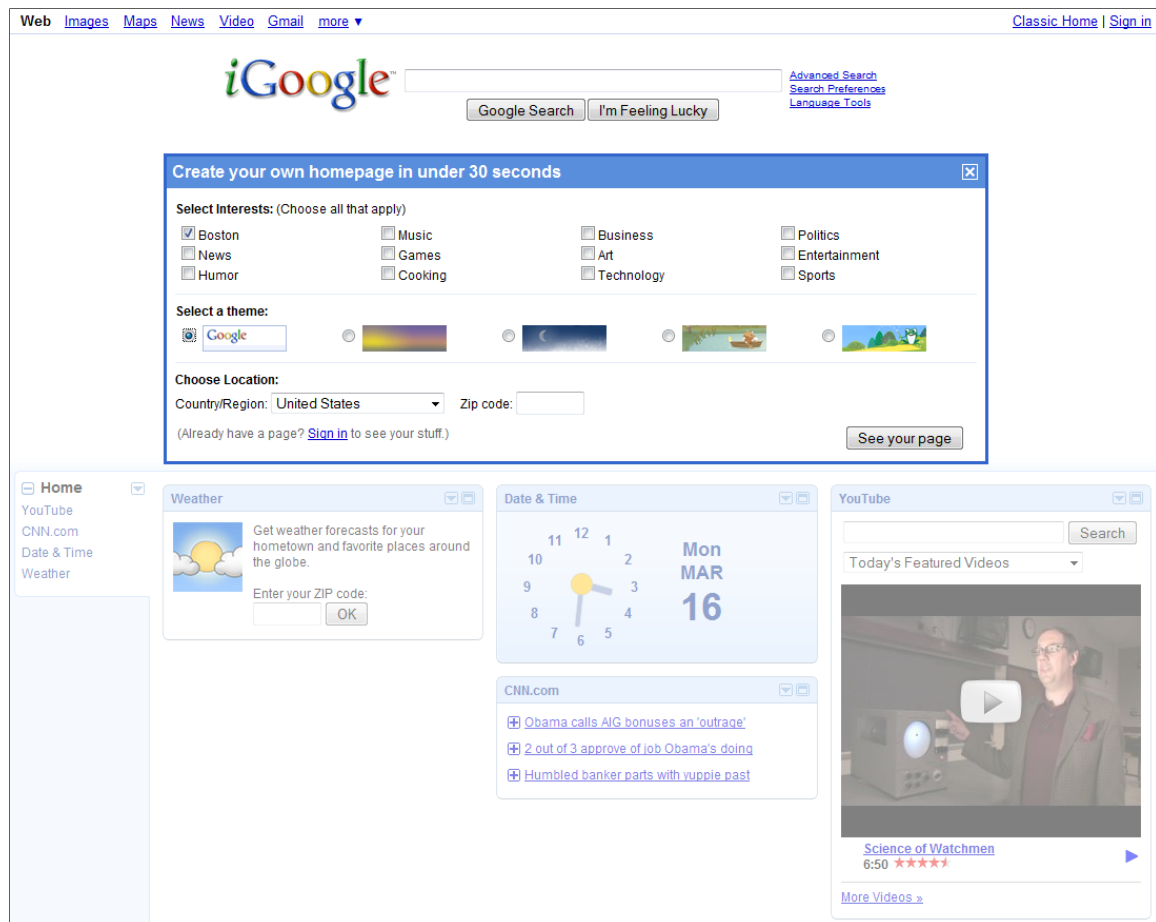 Web Images Maps News Video Gmail more ▼
Classic Home | Sign in
iGoogle™
Advanced Search
Search Preferences
Language Tools
Google Search I'm Feeling Lucky
Create your own homepage in under 30 seconds
Select Interests: (Choose all that apply)
Boston Music Business Politics
News Games Art Entertainment
Humor Cooking Technology Sports
Select a theme:
Google
Choose Location:
Country/Region: United States Zip code:
(Already have a page? Sign in to see your stuff.)
See your page
Home
YouTube
CNN.com
Date & Time
Weather
Weather
Get weather forecasts for your
hometown and favorite places around
the globe.
Enter your ZIP code:
OK
Date & Time
12
11 1
10 2
9 3
8 4
7 5
6
Mon
MAR
16
CNN.com
Obama calls AIG bonuses an 'outrage'
2 out of 3 approve of job Obama's doing
Humbled banker parts with yuppie past
YouTube
Search
Today's Featured Videos
Science of Watchmen
6:50
More Videos »